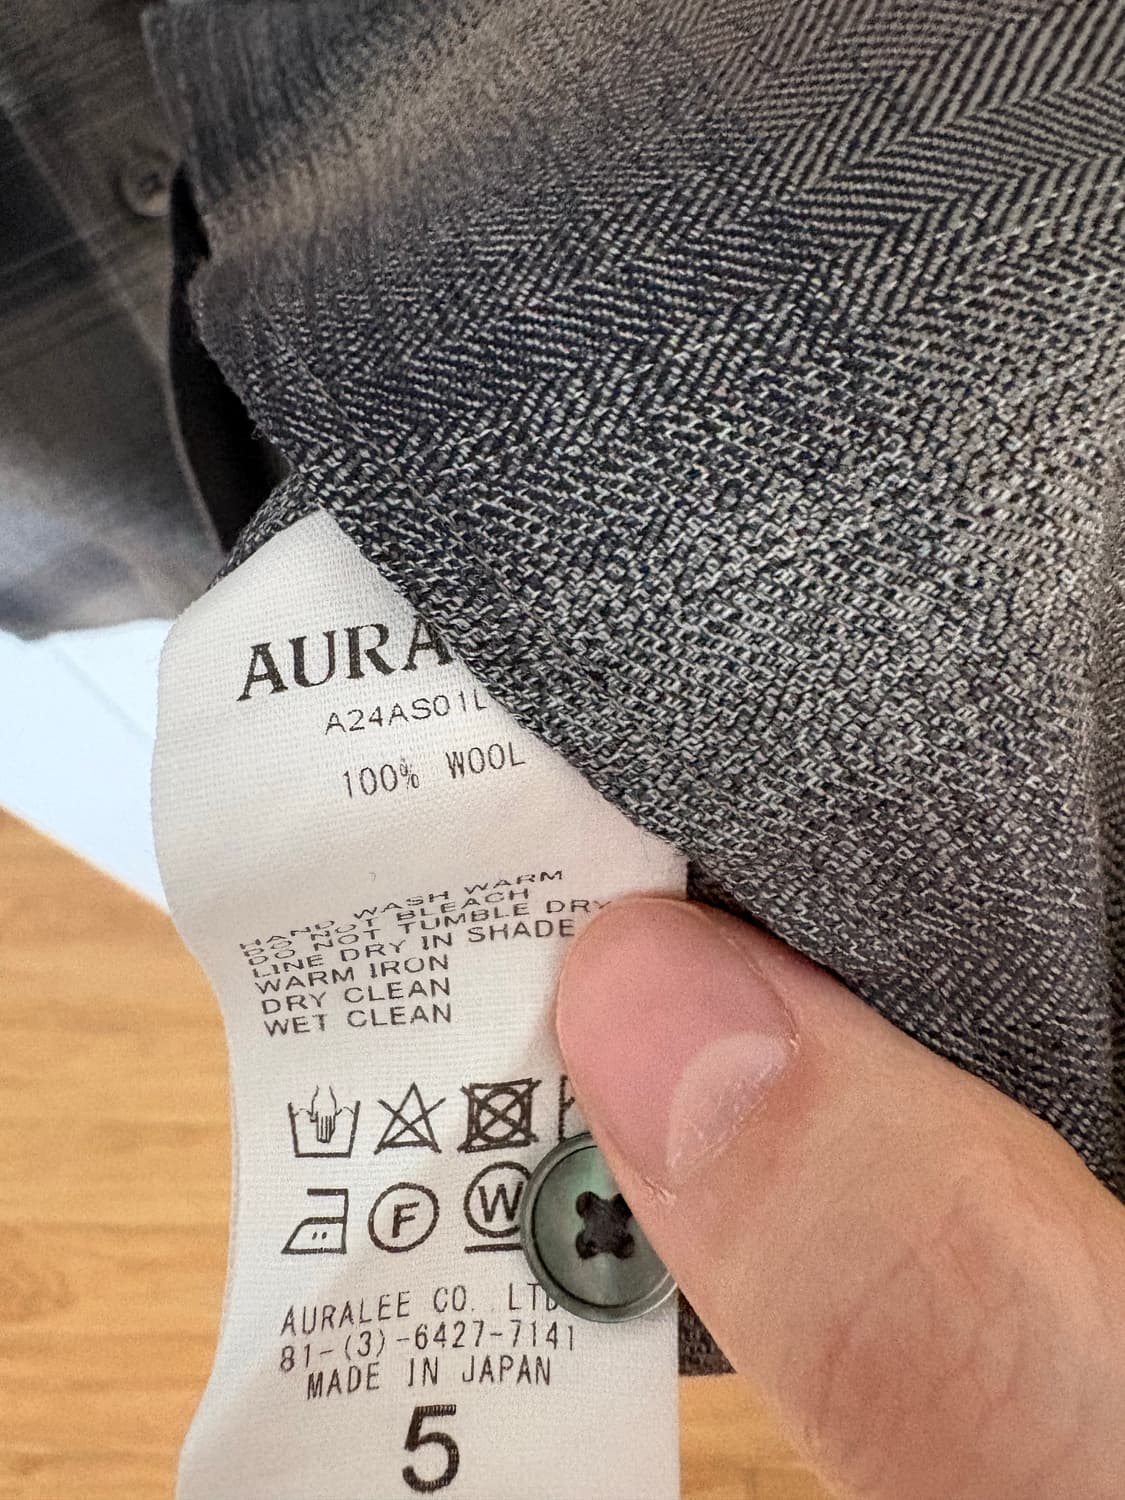 AURA
A24AS01L
100% WOOL
HAND WASH WARM
DO NOT BLEACH
DO NOT TUMBLE DRY
LINE DRY IN SHADE
WARM IRON
DRY CLEAN
WET CLEAN
F W
AURALEE CO. LTD
81-(3)-6427-7141
MADE IN JAPAN
5